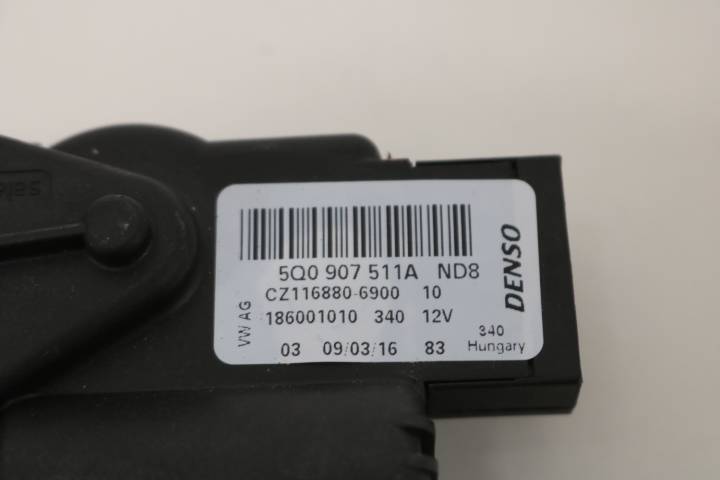 5Q0 907 511A ND8
CZ116880-6900 10
186001010 340 12V
03 09/03/16 83
VW AG
DENSO
340
Hungary